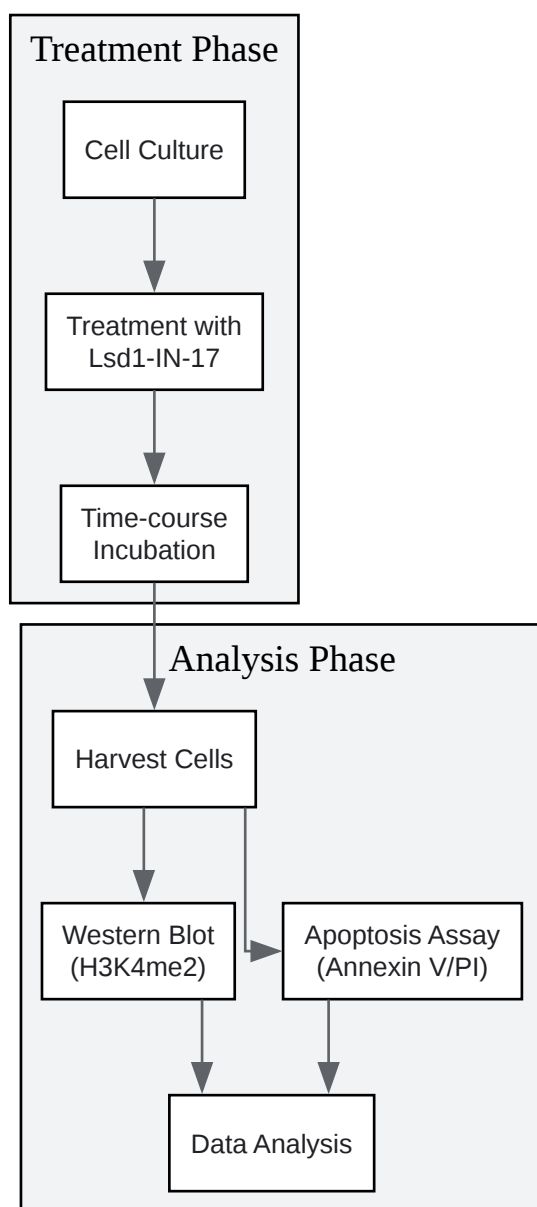 Treatment Phase
Cell Culture
Treatment with
Lsd1-IN-17
Time-course
Incubation
Analysis Phase
Harvest Cells
Western Blot
(H3K4me2)
Apoptosis Assay
(Annexin V/PI)
Data Analysis